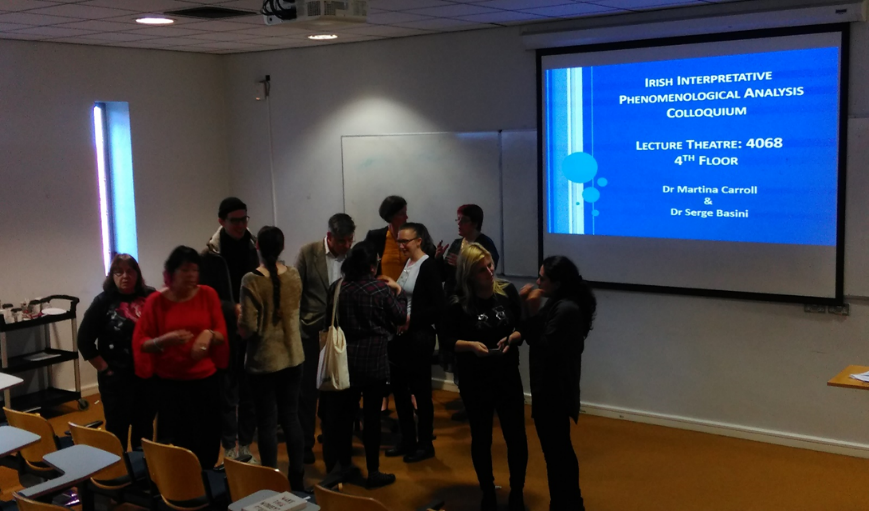 IRISH INTERPRETATIVE
PHENOMENOLOGICAL ANALYSIS
COLLOQUIUM
LECTURE THEATRE: 4068
4TH FLOOR
Dr Martina Carroll
&
Dr Serge Basini